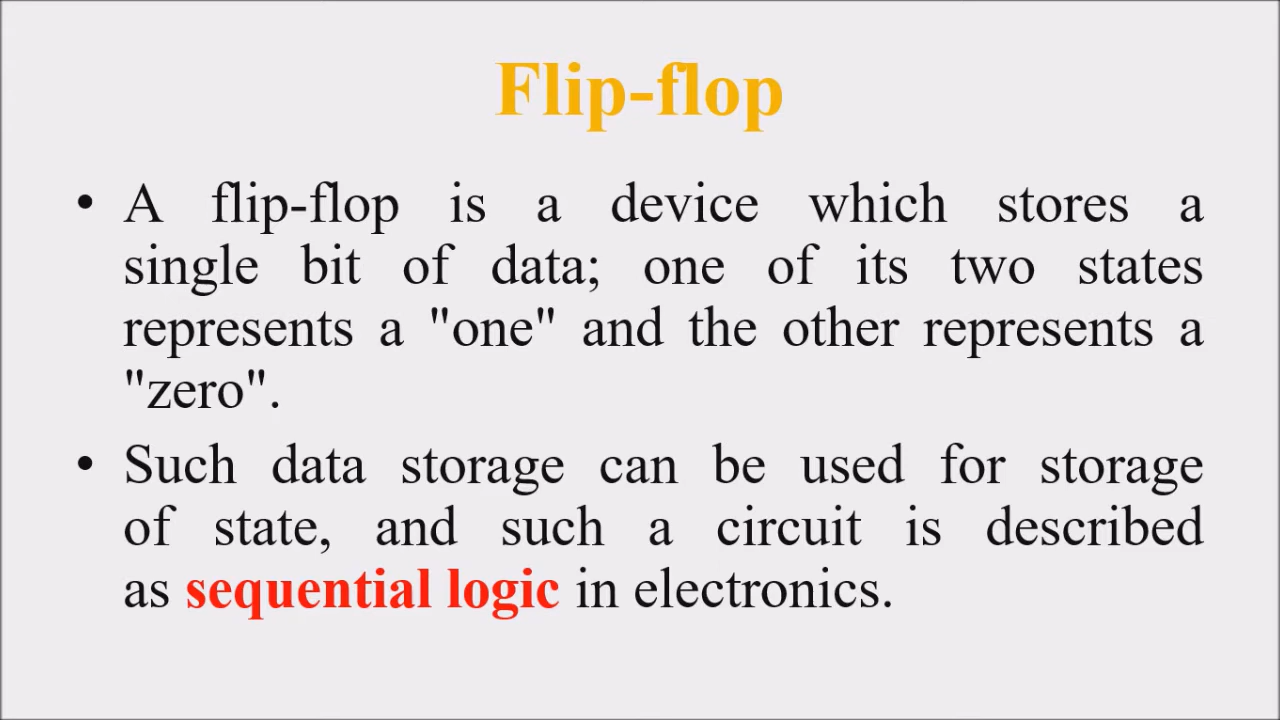 Flip-flop
• A flip-flop is a device which stores a
single bit of data; one of its two states
represents a "one" and the other represents a
"zero".
• Such data storage can be used for storage
of state, and such a circuit is described
as sequential logic in electronics.